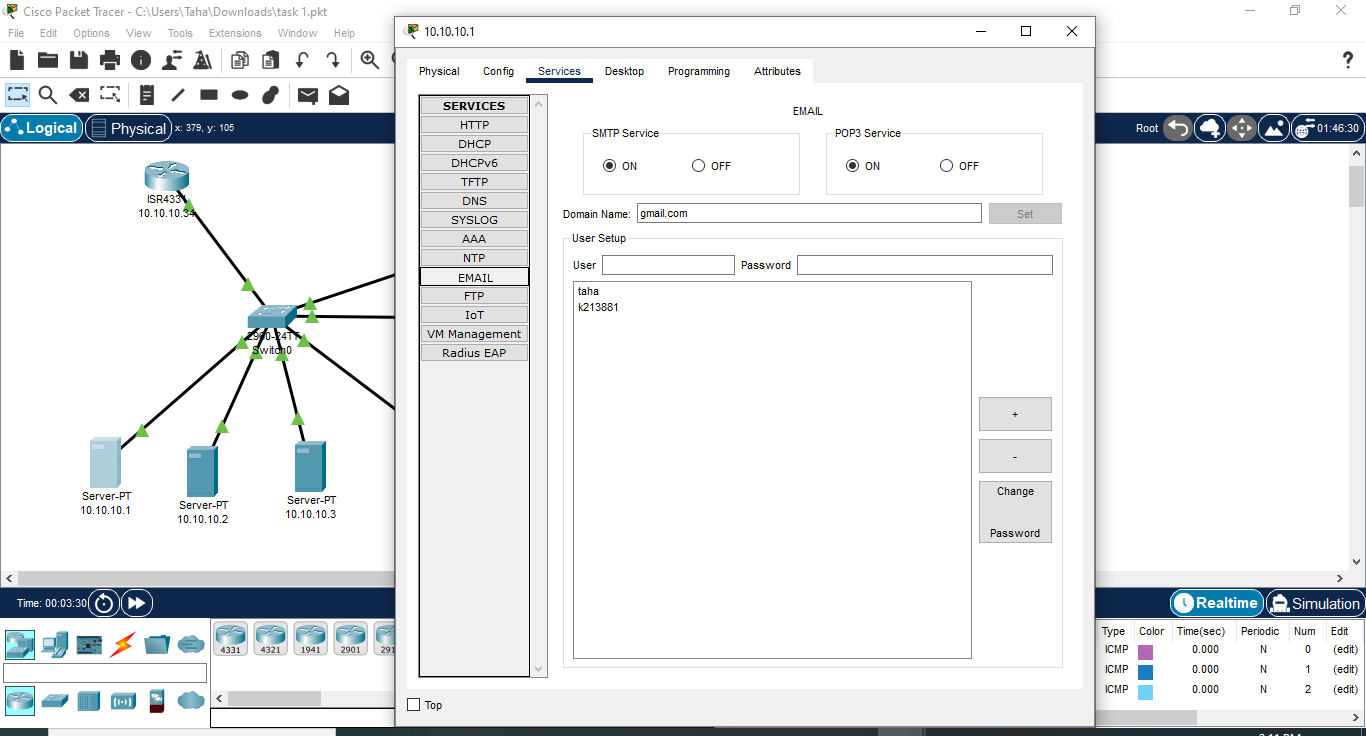 Cisco Packet Tracer - C:\Users\Taha\Downloads\task 1.pkt
File Edit Options View Tools Extensions Window Help
?
Logical Physical x: 379, y: 105
Root 01:46:30
ISR4331
10.10.10.34
2960-24TT
Switch0
Server-PT
10.10.10.1
Server-PT
10.10.10.2
Server-PT
10.10.10.3
10.10.10.1
Physical Config Services Desktop Programming Attributes
SERVICES
HTTP
DHCP
DHCPv6
TFTP
DNS
SYSLOG
AAA
NTP
EMAIL
FTP
IoT
VM Management
Radius EAP
EMAIL
SMTP Service
ON OFF
POP3 Service
ON OFF
Domain Name: gmail.com Set
User Setup
User Password
taha
k213881
+
-
Change
Password
Top
Time: 00:03:30
Realtime Simulation
4331 4321 1941 2901 291
Type Color Time(sec) Periodic Num Edit
ICMP 0.000 N 0 (edit)
ICMP 0.000 N 1 (edit)
ICMP 0.000 N 2 (edit)